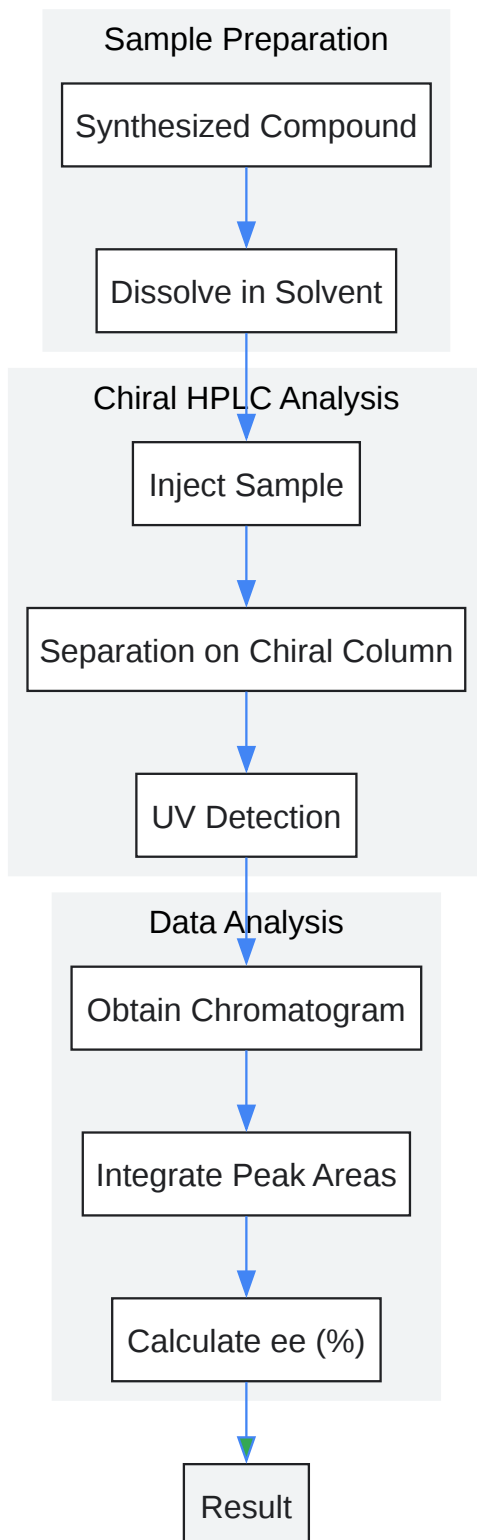 Sample Preparation
Synthesized Compound
Dissolve in Solvent
Chiral HPLC Analysis
Inject Sample
Separation on Chiral Column
UV Detection
Data Analysis
Obtain Chromatogram
Integrate Peak Areas
Calculate ee (%)
Result